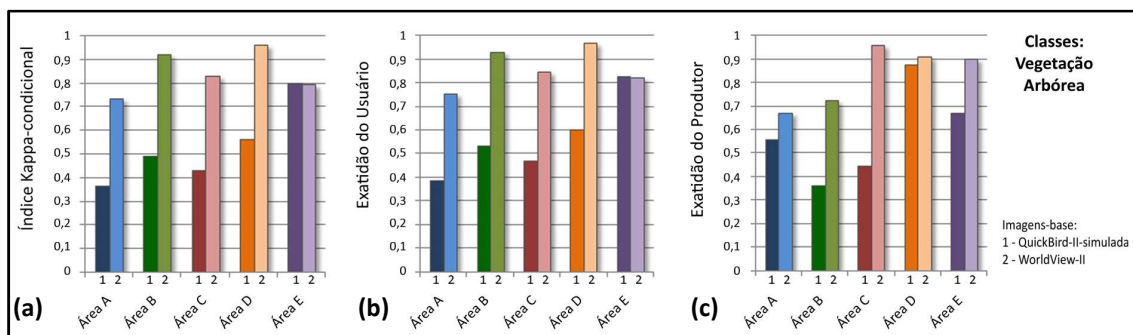 Índice Kappa-condicional
1
0,9
0,8
0,7
0,6
0,5
0,4
0,3
0,2
0,1
0
1 2 1 2 1 2 1 2 1 2
Área A Área B Área C Área D Área E
(a)
Exatidão do Usuário
1
0,9
0,8
0,7
0,6
0,5
0,4
0,3
0,2
0,1
0
1 2 1 2 1 2 1 2 1 2
Área A Área B Área C Área D Área E
(b)
Exatidão do Produtor
1
0,9
0,8
0,7
0,6
0,5
0,4
0,3
0,2
0,1
0
1 2 1 2 1 2 1 2 1 2
Área A Área B Área C Área D Área E
(c)
Classes:
Vegetação
Arbórea
Imagens-base:
1 - QuickBird-II-simulada
2 - WorldView-II